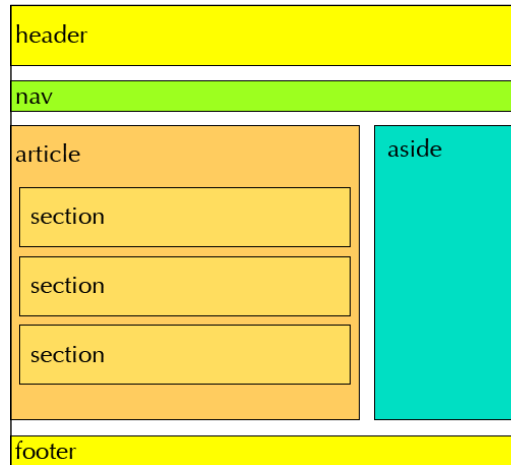 header
nav
article
aside
section
section
section
footer